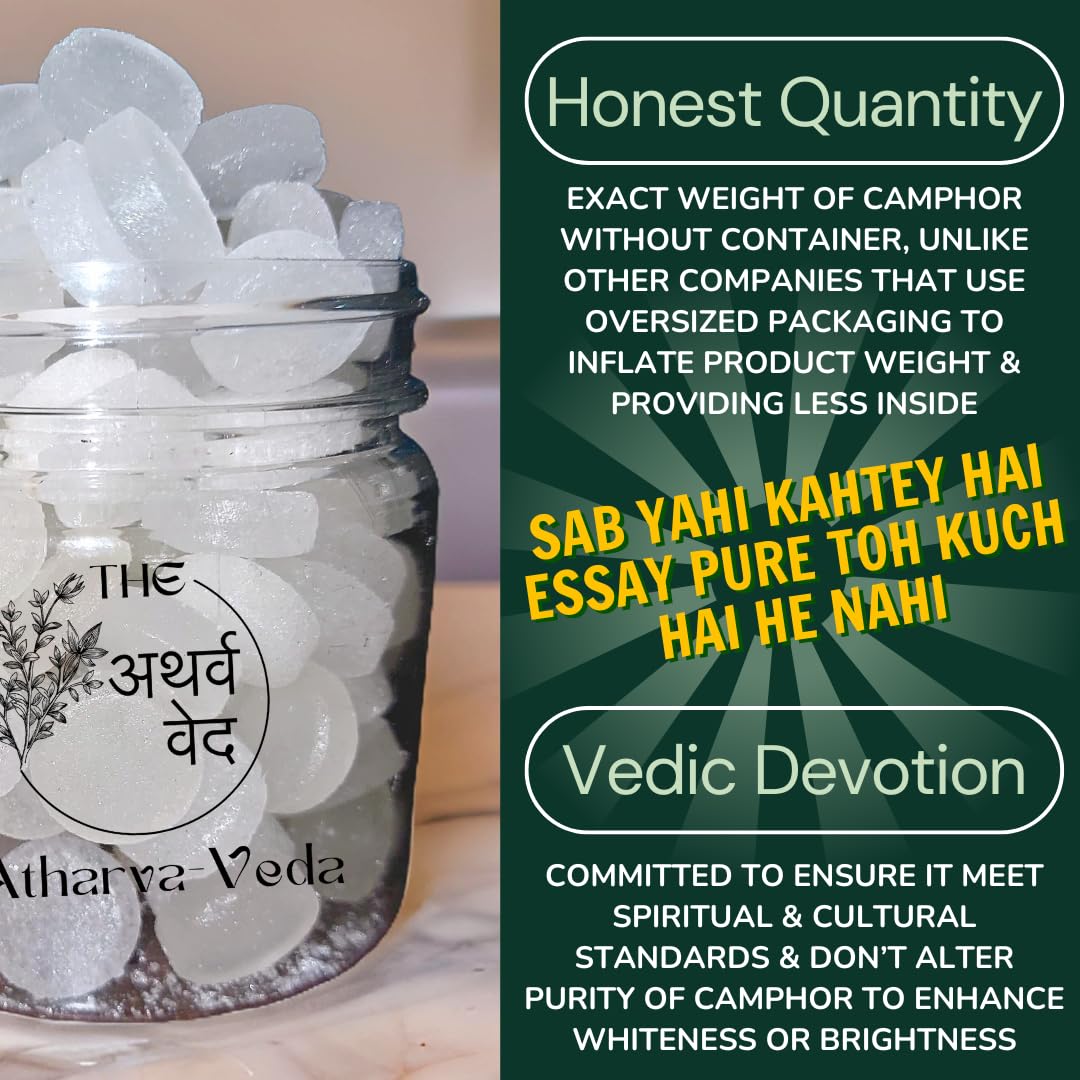 THE
अथर्व
वेद
Atharva-Veda
Honest Quantity
EXACT WEIGHT OF CAMPHOR
WITHOUT CONTAINER, UNLIKE
OTHER COMPANIES THAT USE
OVERSIZED PACKAGING TO
INFLATE PRODUCT WEIGHT &
PROVIDING LESS INSIDE
SAB YAHI KAHTEY HAI
ESSAY PURE TOH KUCH
HAI HE NAHI
Vedic Devotion
COMMITTED TO ENSURE IT MEET
SPIRITUAL & CULTURAL
STANDARDS & DON’T ALTER
PURITY OF CAMPHOR TO ENHANCE
WHITENESS OR BRIGHTNESS